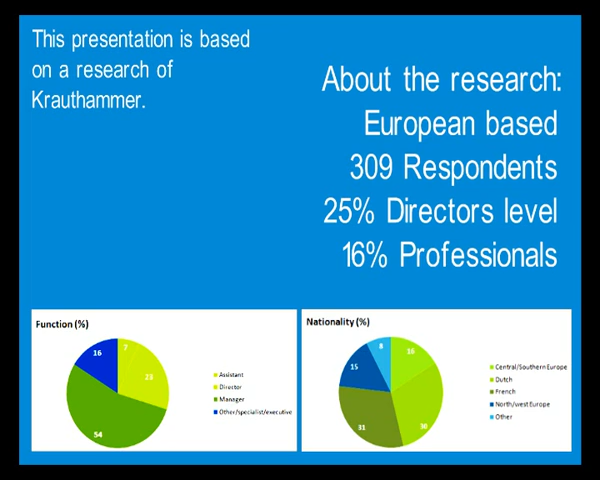 This presentation is based
on a research of
Krauthammer.
About the research:
European based
309 Respondents
25% Directors level
16% Professionals
Function (%)
7
16
23
54
Assistant
Director
Manager
Other/specialist/executive
Nationality (%)
8
16
15
31
Central/Southern Europe
Dutch
French
North/west Europe
Other